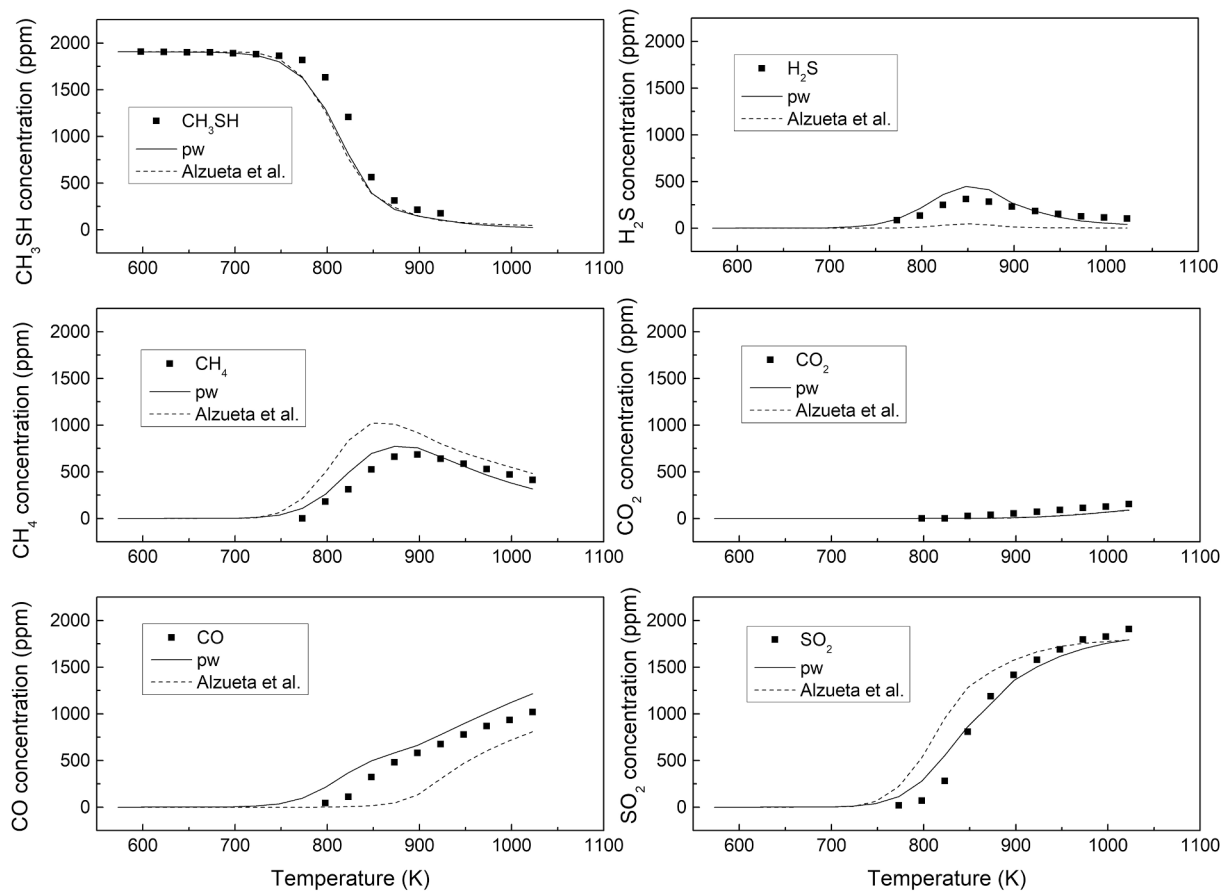 CH₃SH concentration (ppm)
2000
1500
1000
500
0
CH₃SH
pw
Alzueta et al.
600 700 800 900 1000 1100
H₂S concentration (ppm)
2000
1500
1000
500
0
H₂S
pw
Alzueta et al.
600 700 800 900 1000 1100
CH₄ concentration (ppm)
2000
1500
1000
500
0
CH₄
pw
Alzueta et al.
600 700 800 900 1000 1100
CO₂ concentration (ppm)
2000
1500
1000
500
0
CO₂
pw
Alzueta et al.
600 700 800 900 1000 1100
CO concentration (ppm)
2000
1500
1000
500
0
CO
pw
Alzueta et al.
600 700 800 900 1000 1100
Temperature (K)
SO₂ concentration (ppm)
2000
1500
1000
500
0
SO₂
pw
Alzueta et al.
600 700 800 900 1000 1100
Temperature (K)